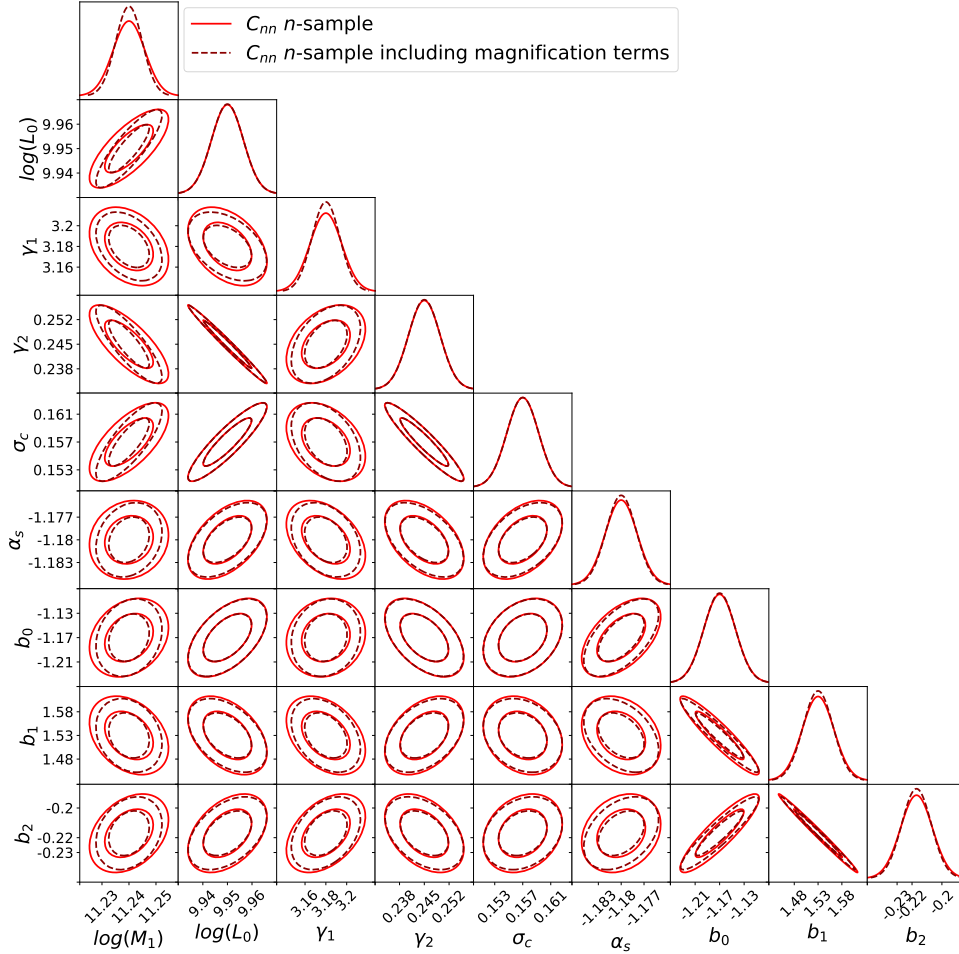 C_{nn} n-sample
C_{nn} n-sample including magnification terms
log(L_0)
9.96
9.95
9.94
γ_1
3.2
3.18
3.16
γ_2
0.252
0.245
0.238
σ_c
0.161
0.157
0.153
α_s
-1.177
-1.18
-1.183
b_0
-1.13
-1.17
-1.21
b_1
1.58
1.53
1.48
b_2
-0.2
-0.22
-0.23
11.23 11.24 11.25 9.94 9.95 9.96 3.16 3.18 3.2 0.238 0.245 0.252 0.153 0.157 0.161 -1.183 -1.18 -1.177 -1.21 -1.17 -1.13 1.48 1.53 1.58 -0.23 -0.22 -0.2
log(M_1) log(L_0) γ_1 γ_2 σ_c α_s b_0 b_1 b_2